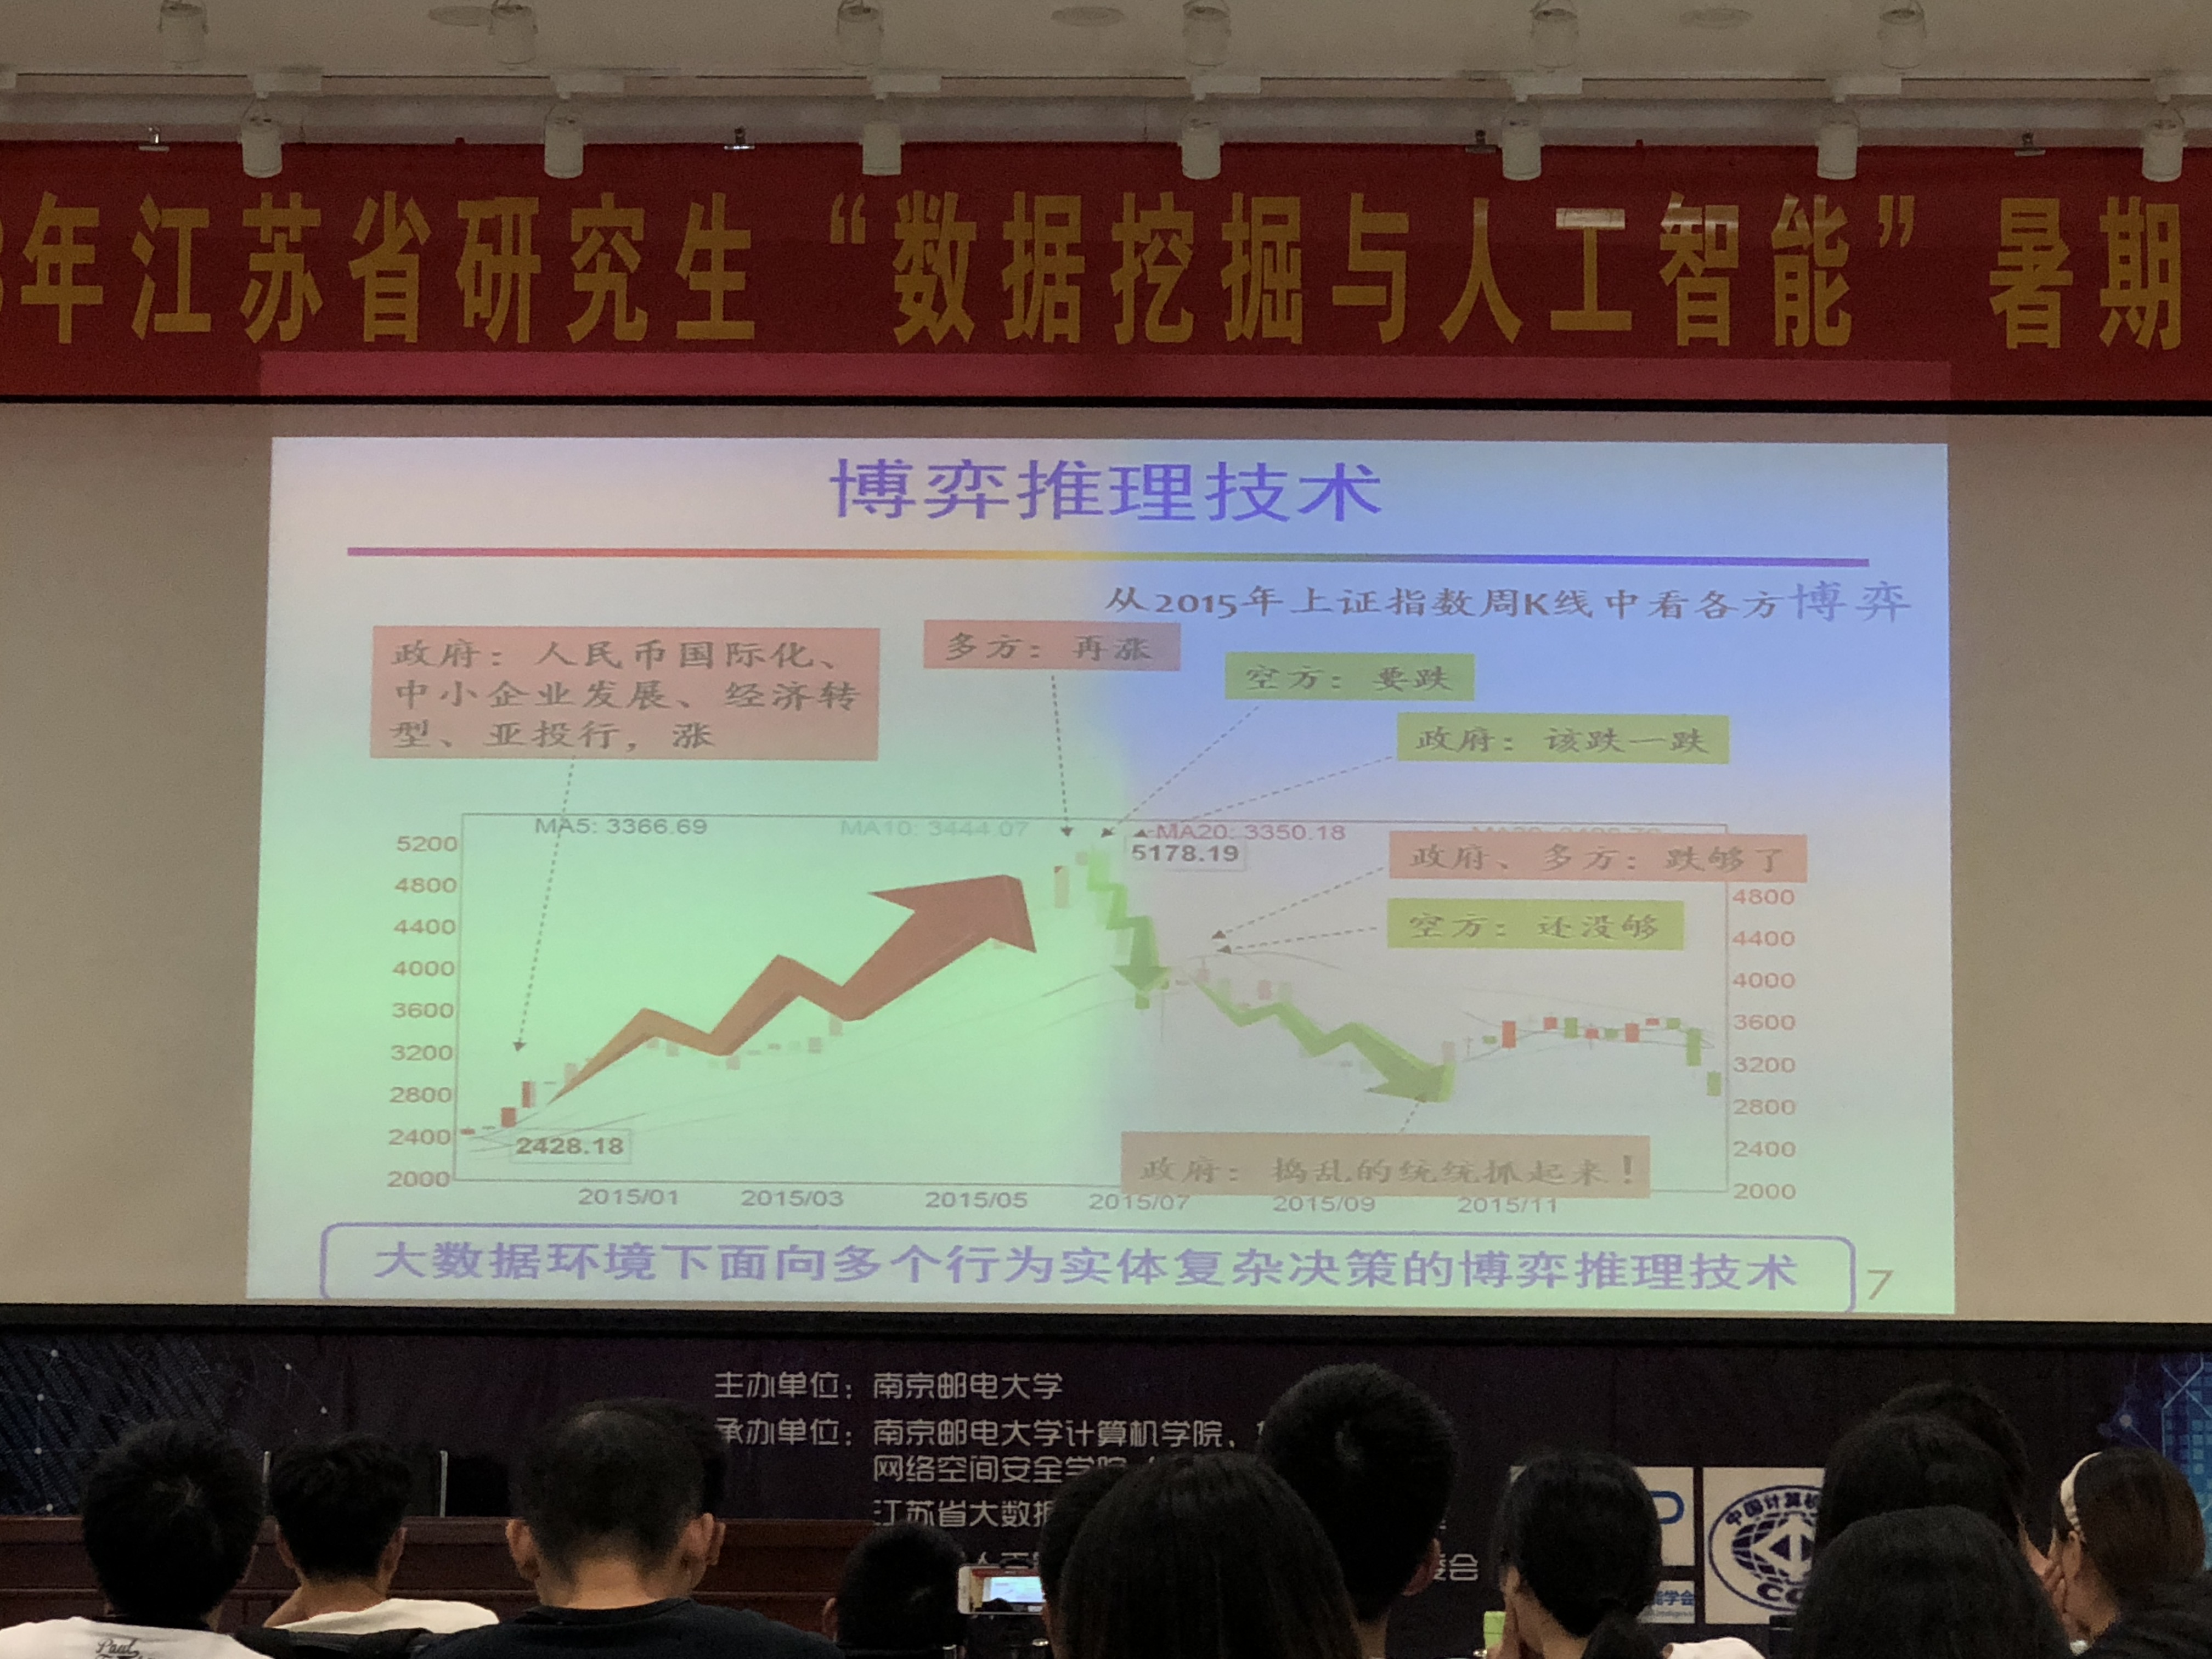 年江苏省研究生“数据挖掘与人工智能”暑期
博弈推理技术
从2015年上证指数周K线中看各方博弈
政府：人民币国际化、
中小企业发展、经济转
型、亚投行，涨
多方：再涨
空方：要跌
政府：该跌一跌
MA5: 3366.69
MA10: 3444.07
MA20: 3350.18
5178.19
政府、多方：跌够了
空方：还没够
5200
4800
4400
4000
3600
3200
2800
2400
2000
4800
4400
4000
3600
3200
2800
2400
2000
2428.18
政府：捣乱的统统抓起来！
2015/01
2015/03
2015/05
2015/07
2015/09
2015/11
大数据环境下面向多个行为实体复杂决策的博弈推理技术
7
主办单位：南京邮电大学
承办单位：南京邮电大学计算机学院、
网络空间安全学院
江苏省大数据
委会
中国计算机
能学会
Paul